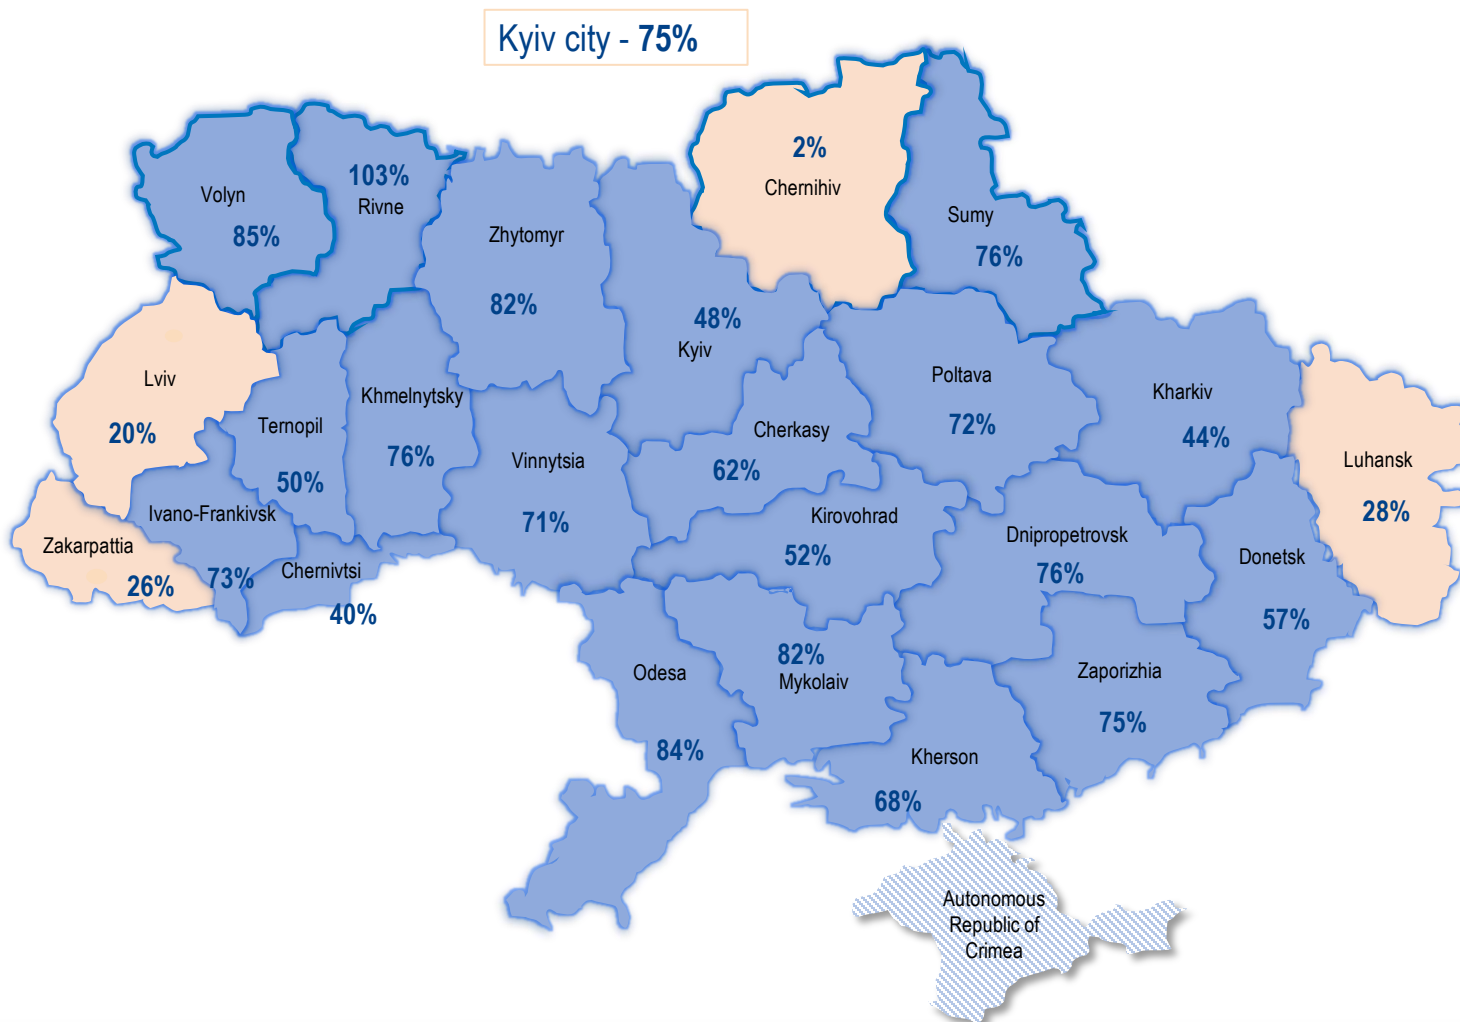 Kyiv city - 75%
2%
Chernihiv
103%
Rivne
Volyn
85%
Sumy
76%
Zhytomyr
82%
48%
Kyiv
Lviv
20%
Khmelnytsky
76%
Ternopil
50%
Vinnytsia
71%
Cherkasy
62%
Poltava
72%
Kharkiv
44%
Luhansk
28%
Ivano-Frankivsk
73%
Zakarpattia
26%
Chernivtsi
40%
Kirovohrad
52%
Dnipropetrovsk
76%
Donetsk
57%
Odesa
84%
82%
Mykolaiv
Zaporizhia
75%
Kherson
68%
Autonomous
Republic of
Crimea